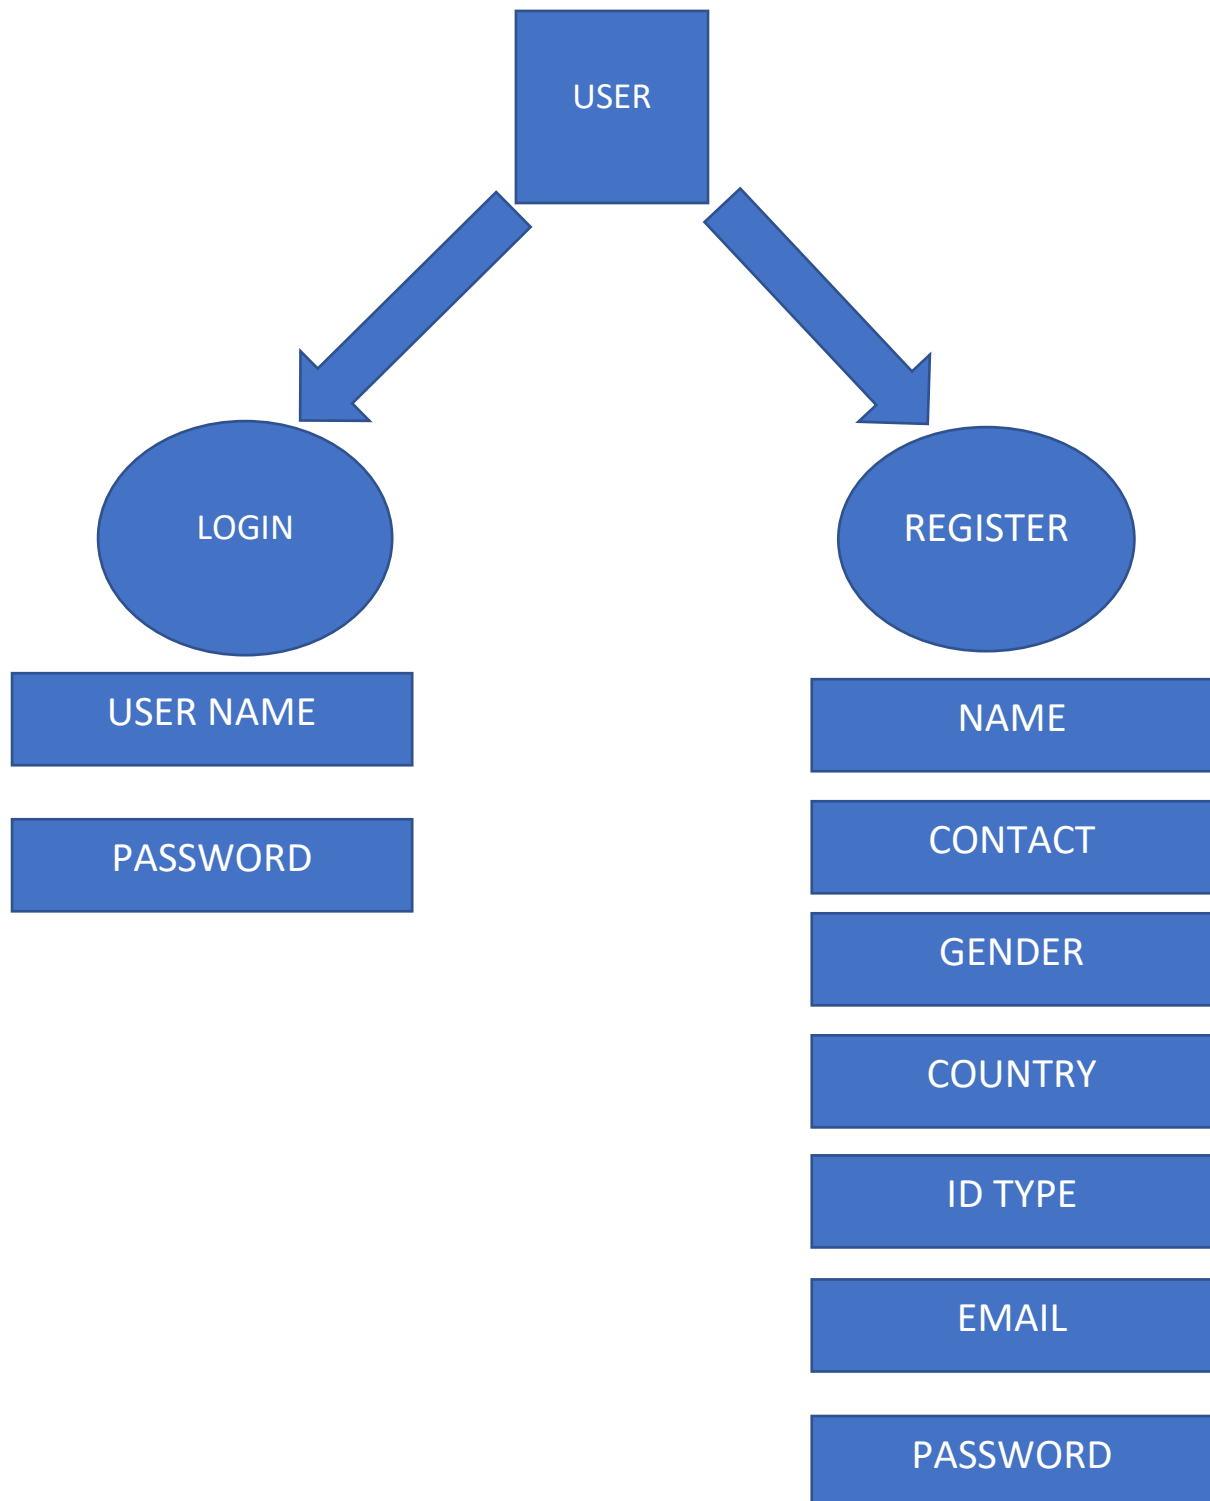 USER
LOGIN
REGISTER
USER NAME
PASSWORD
NAME
CONTACT
GENDER
COUNTRY
ID TYPE
EMAIL
PASSWORD